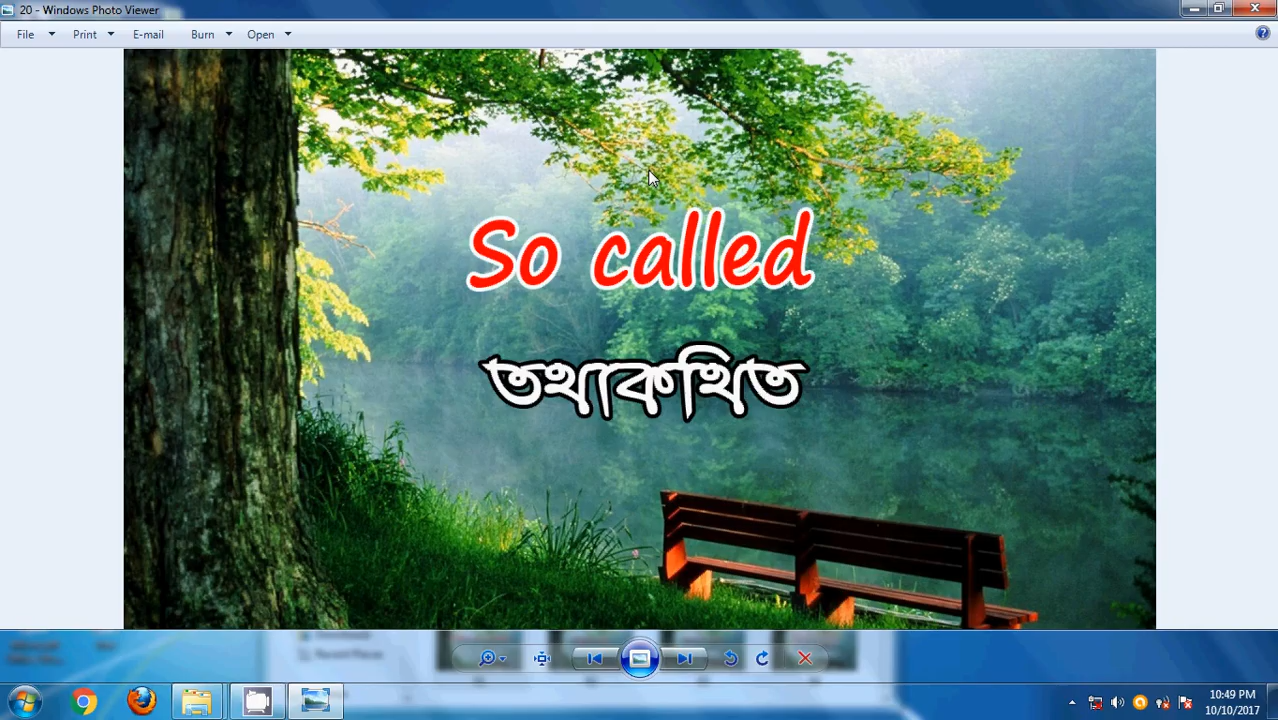 20 - Windows Photo Viewer
File Print E-mail Burn Open
So called
তথাকথিত
10:49 PM
10/10/2017